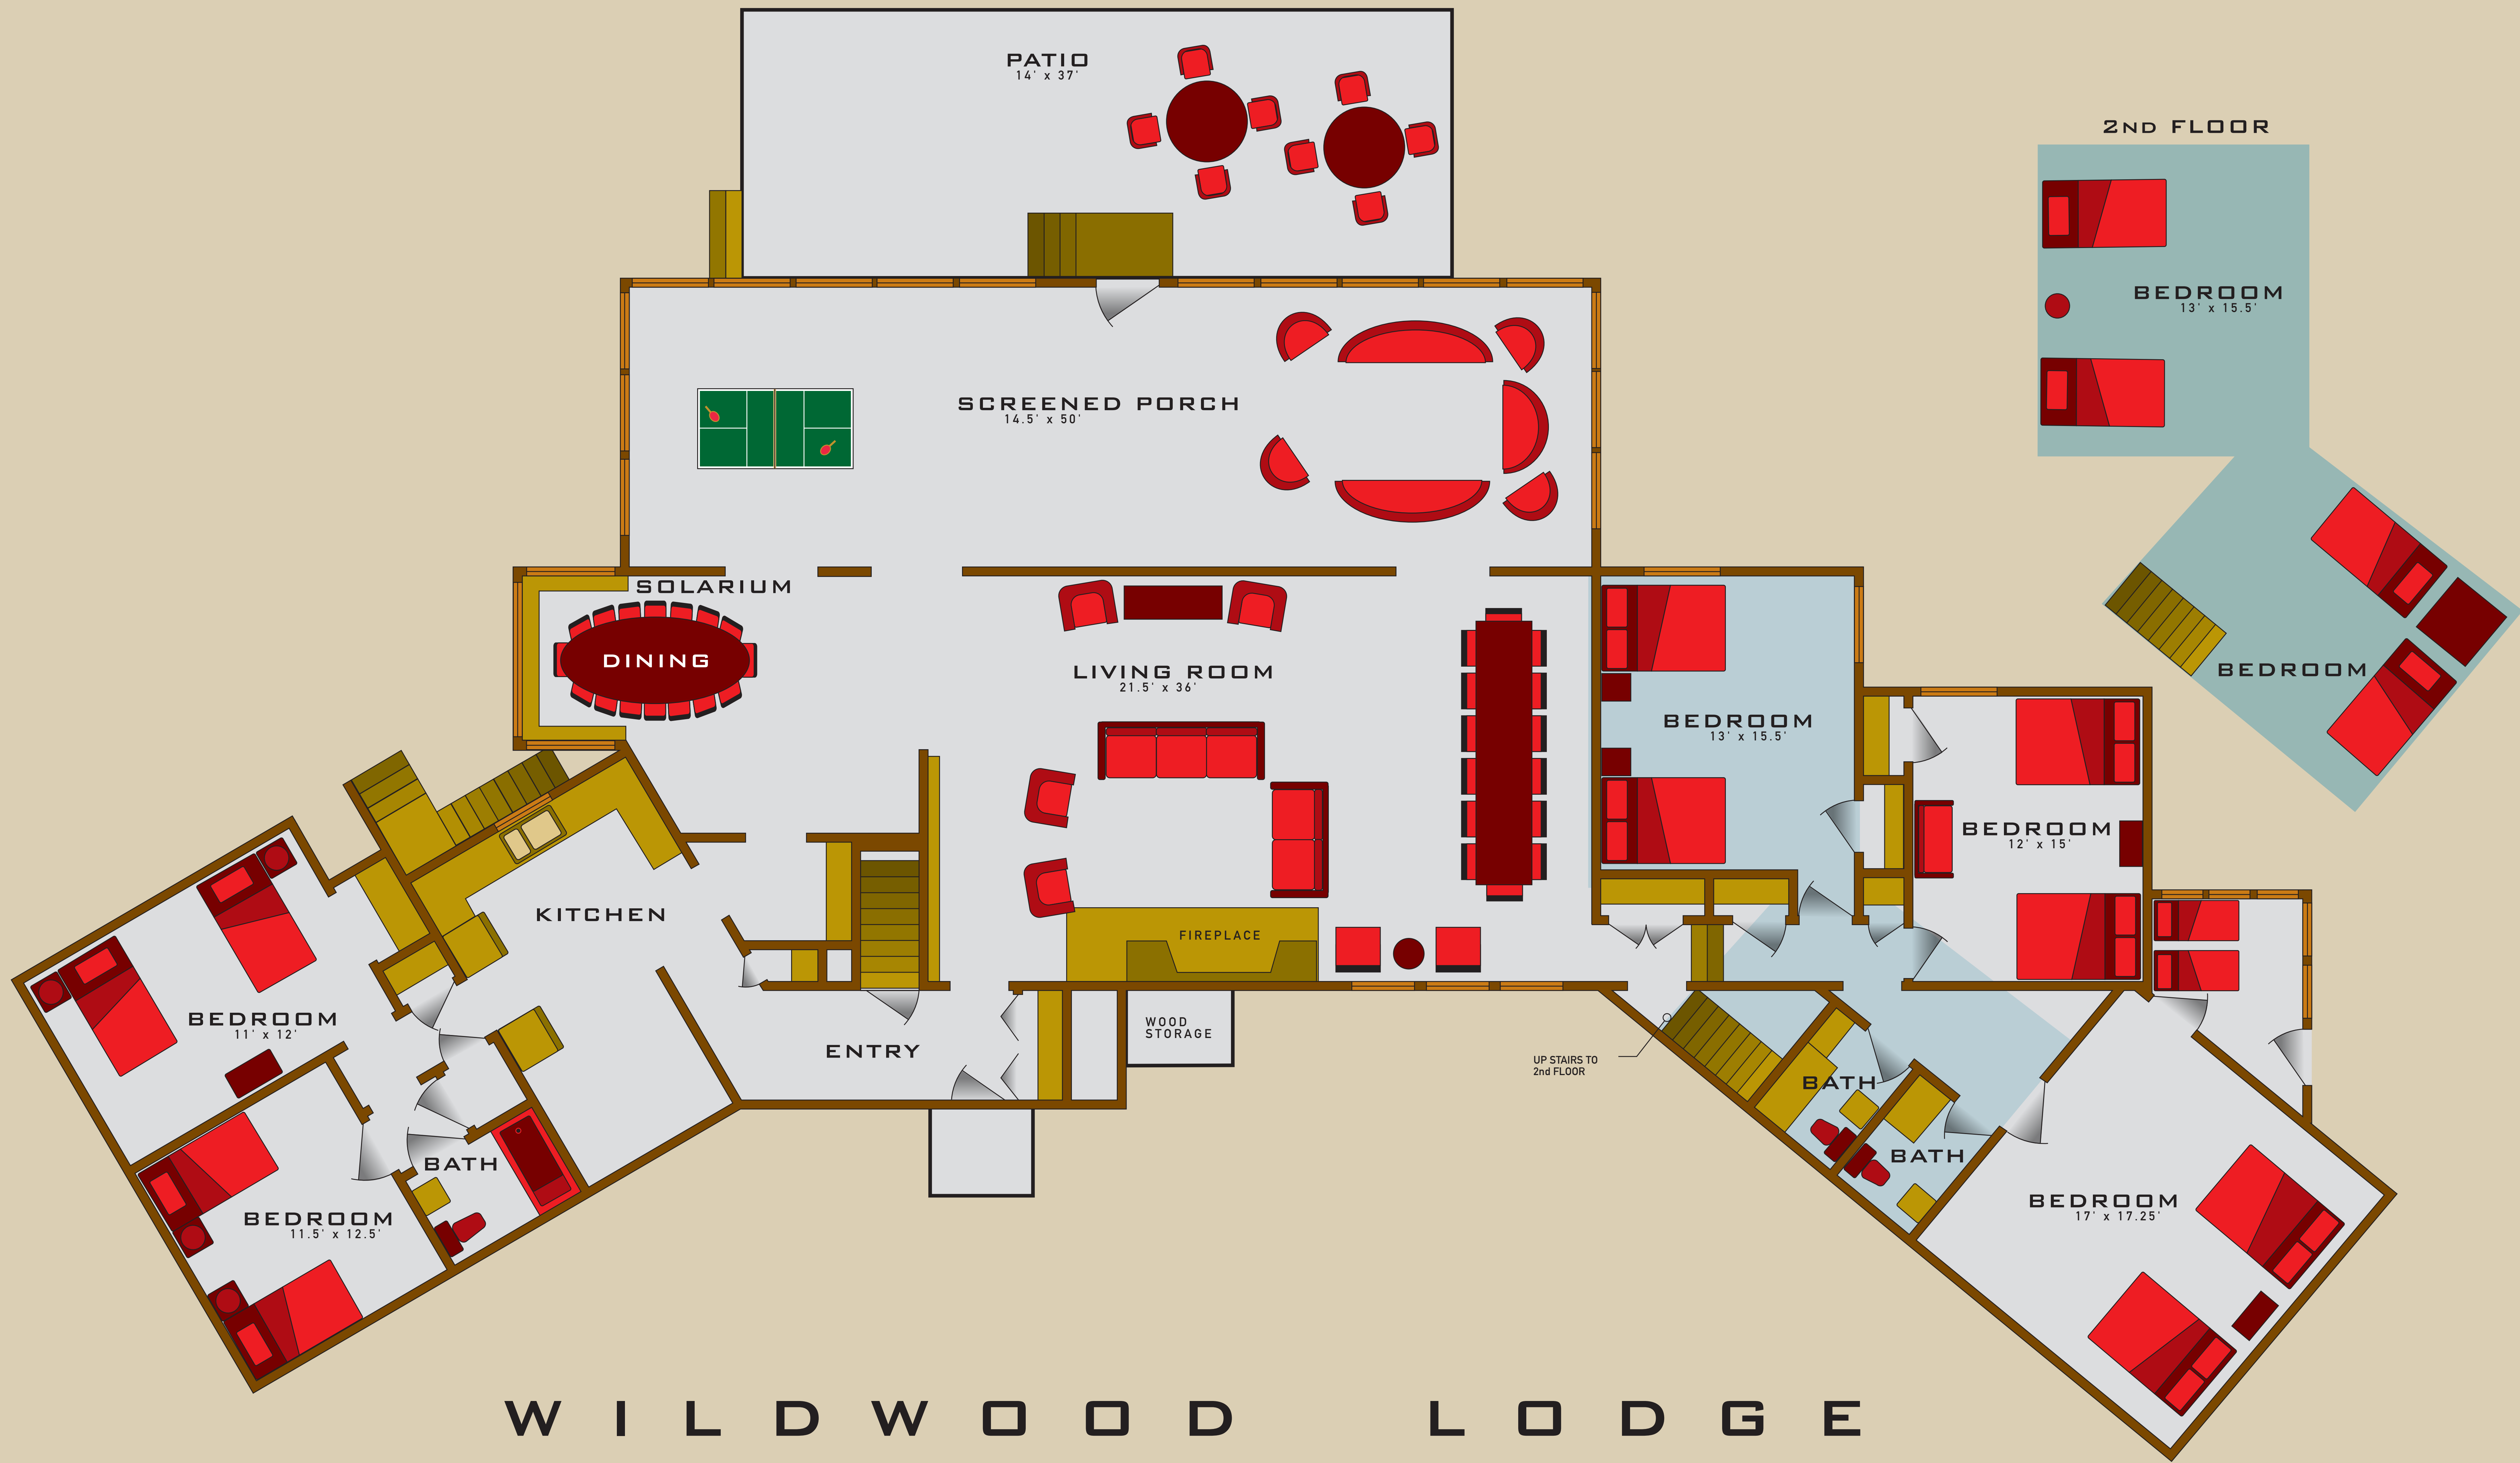 PATIO
14' x 37'
2ND FLOOR
BEDROOM
13' x 15.5'
BEDROOM
SCREENED PORCH
14.5' x 50'
SOLARIUM
DINING
LIVING ROOM
21.5' x 36'
BEDROOM
13' x 15.5'
BEDROOM
12' x 15'
KITCHEN
FIREPLACE
BEDROOM
11' x 12'
ENTRY
WOOD
STORAGE
UP STAIRS TO
2nd FLOOR
BATH
BATH
BATH
BEDROOM
11.5' x 12.5'
BEDROOM
17' x 17.25'
WILDWOOD LODGE